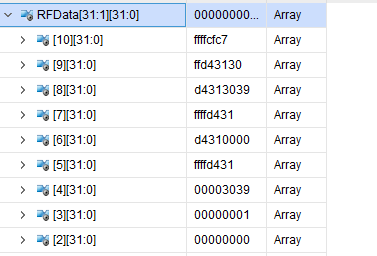 RFData[31:1][31:0] 00000000... Array
[10][31:0] ffffcfc7 Array
[9][31:0] ffd43130 Array
[8][31:0] d4313039 Array
[7][31:0] ffffd431 Array
[6][31:0] d4310000 Array
[5][31:0] ffffd431 Array
[4][31:0] 00003039 Array
[3][31:0] 00000001 Array
[2][31:0] 00000000 Array